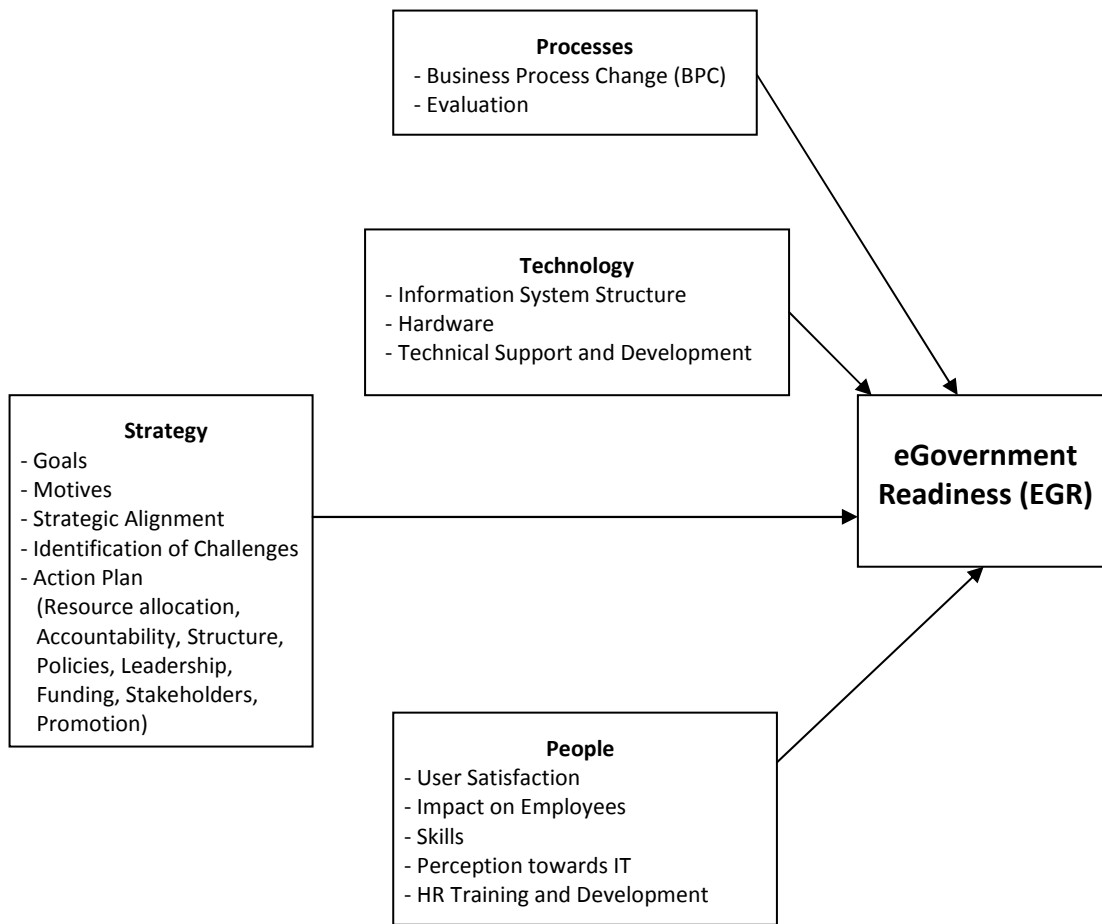 Processes
- Business Process Change (BPC)
- Evaluation
Technology
- Information System Structure
- Hardware
- Technical Support and Development
Strategy
- Goals
- Motives
- Strategic Alignment
- Identification of Challenges
- Action Plan
(Resource allocation,
Accountability, Structure,
Policies, Leadership,
Funding, Stakeholders,
Promotion)
eGovernment
Readiness (EGR)
People
- User Satisfaction
- Impact on Employees
- Skills
- Perception towards IT
- HR Training and Development